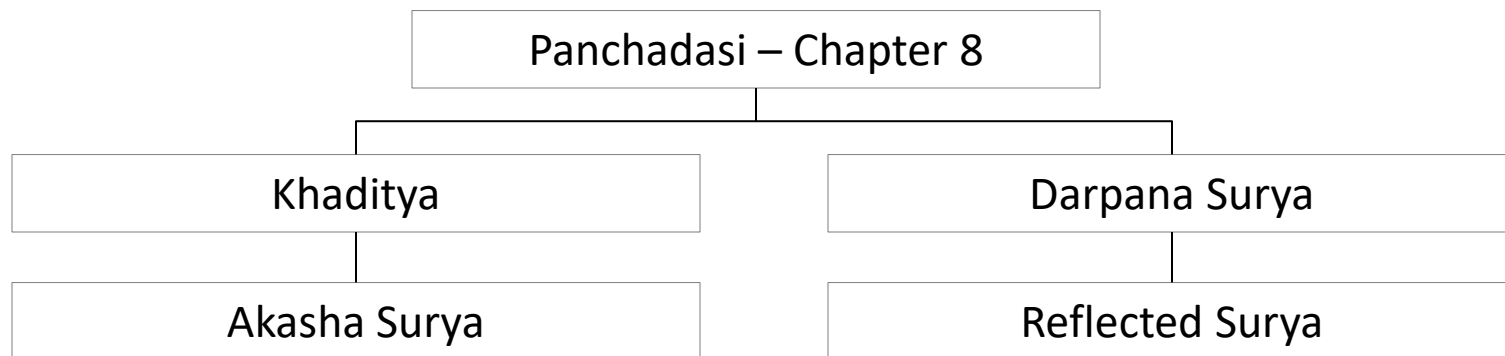 Panchadasi – Chapter 8
Khaditya
Darpana Surya
Akasha Surya
Reflected Surya